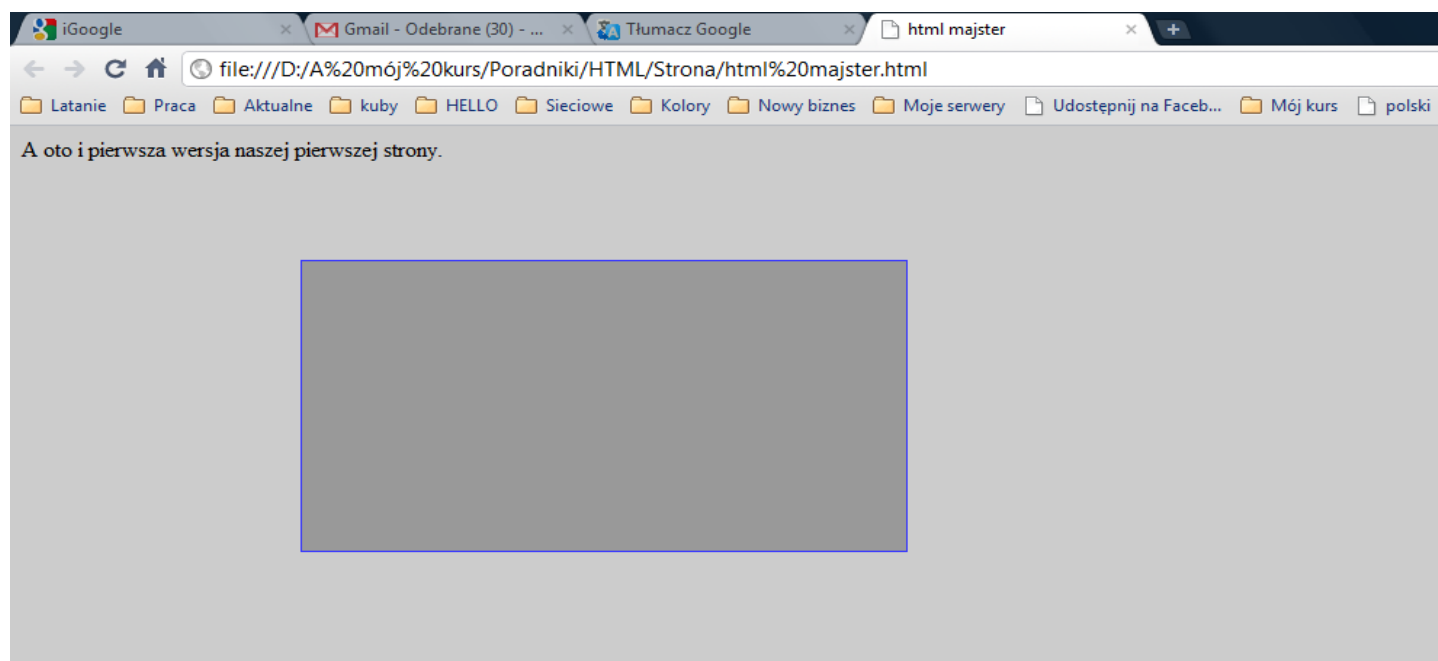 iGoogle Gmail - Odebrane (30) - ... Tłumacz Google html majster
file:///D:/A%20mój%20kurs/Poradniki/HTML/Strona/html%20majster.html
Latanie Praca Aktualne kuby HELLO Sieciowe Kolory Nowy biznes Moje serwery Udostępnij na Faceb... Mój kurs polski
A oto i pierwsza wersja naszej pierwszej strony.